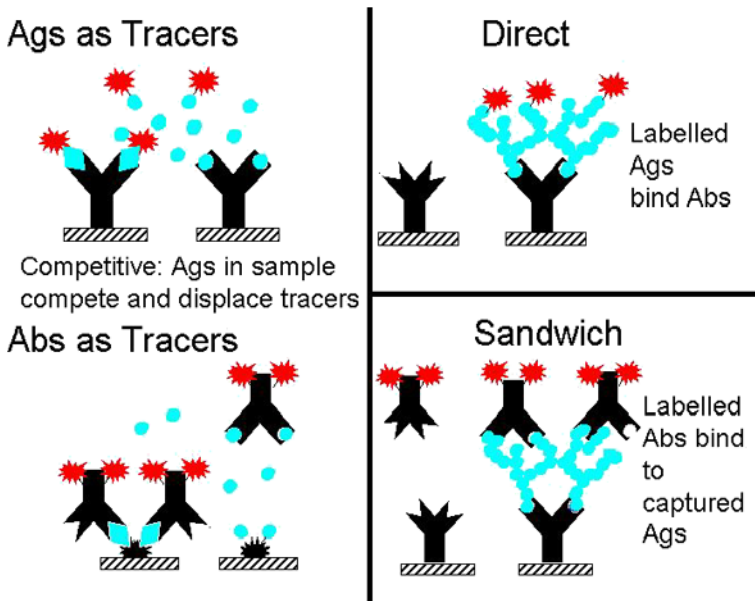 Ags as Tracers
Competitive: Ags in sample
compete and displace tracers
Abs as Tracers
Direct
Labelled
Ags
bind Abs
Sandwich
Labelled
Abs bind
to
captured
Ags